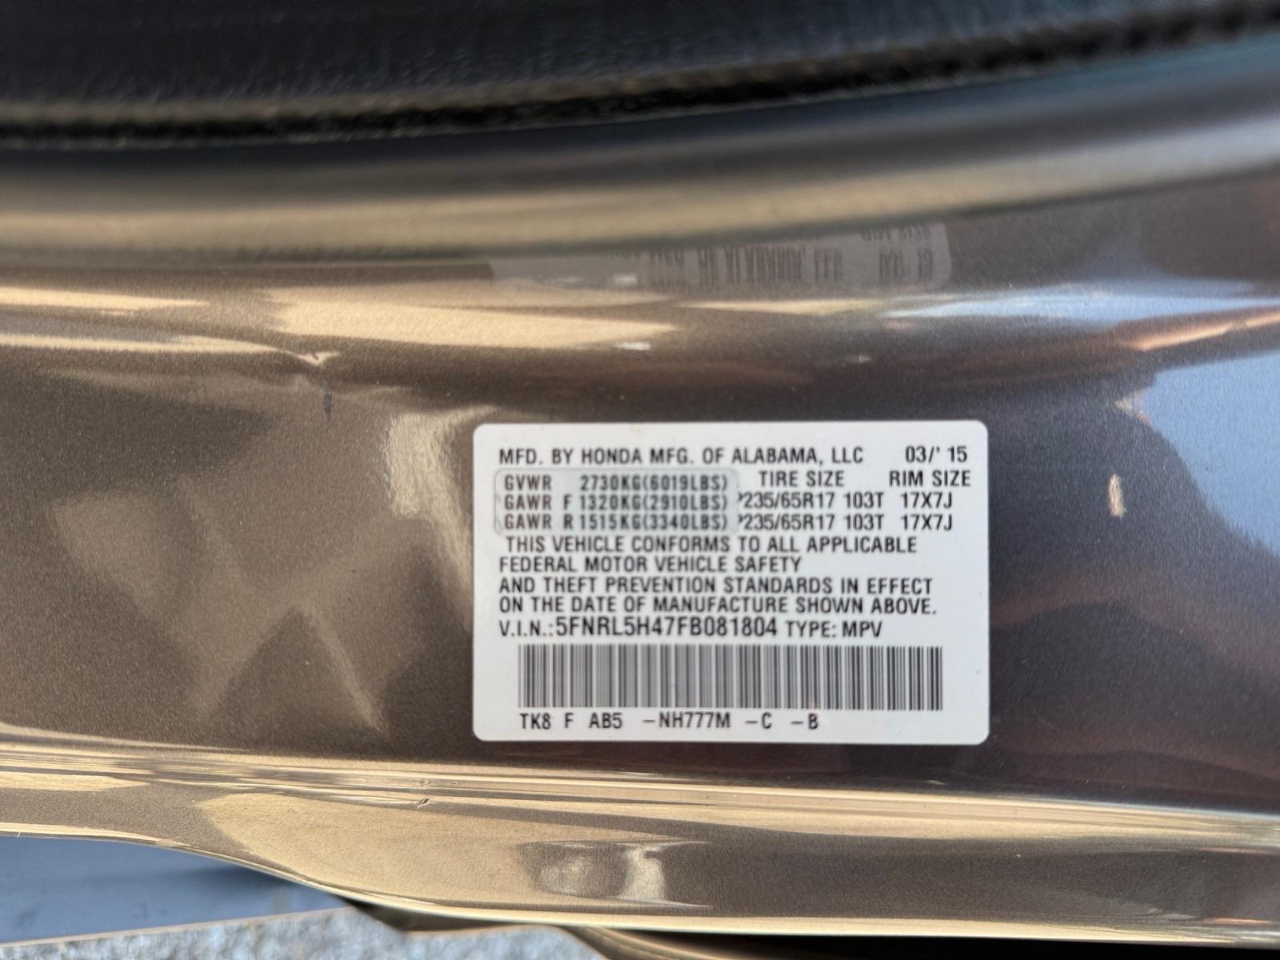 MFD. BY HONDA MFG. OF ALABAMA, LLC 03/' 15
GVWR 2730KG(6019LBS) TIRE SIZE RIM SIZE
GAWR F 1320KG(2910LBS) P235/65R17 103T 17X7J
GAWR R 1515KG(3340LBS) P235/65R17 103T 17X7J
THIS VEHICLE CONFORMS TO ALL APPLICABLE
FEDERAL MOTOR VEHICLE SAFETY
AND THEFT PREVENTION STANDARDS IN EFFECT
ON THE DATE OF MANUFACTURE SHOWN ABOVE.
V.I.N.:5FNRL5H47FB081804 TYPE: MPV
TK8 F AB5 -NH777M -C -B